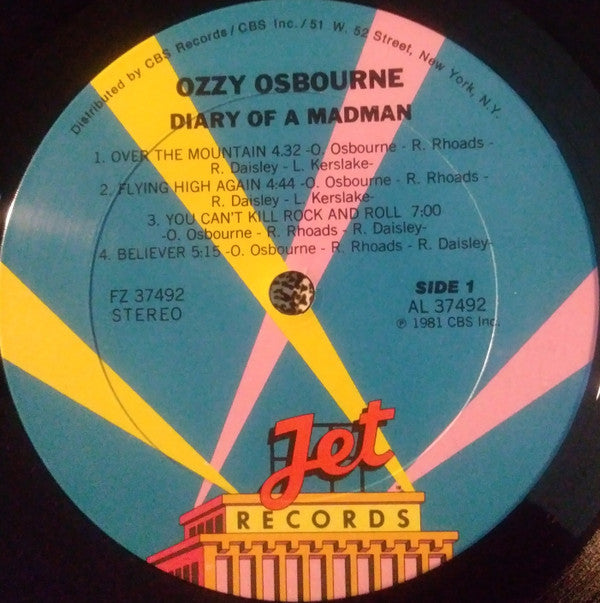 Distributed by CBS Records/CBS Inc./51 W. 52 Street, New York, N.Y.
OZZY OSBOURNE
DIARY OF A MADMAN
1. OVER THE MOUNTAIN 4.32 -O. Osbourne - R. Rhoads -
R. Daisley - L. Kerslake-
2. FLYING HIGH AGAIN 4:44 -O. Osbourne - R. Rhoads -
R. Daisley - L. Kerslake-
3. YOU CAN'T KILL ROCK AND ROLL 7:00
-O. Osbourne - R. Rhoads - R. Daisley-
4. BELIEVER 5:15 -O. Osbourne - R. Rhoads - R. Daisley-
FZ 37492
STEREO
SIDE 1
AL 37492
℗ 1981 CBS Inc.
Jet
RECORDS